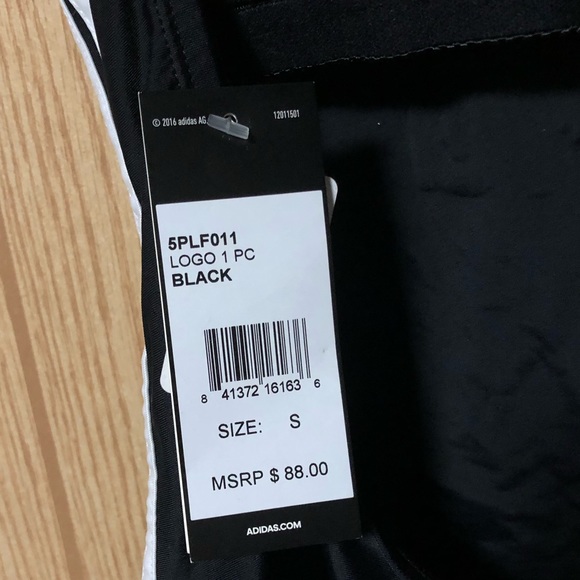 © 2016 adidas AG. 12011501
5PLF011
LOGO 1 PC
BLACK
8 41372 16163 6
SIZE: S
MSRP $ 88.00
ADIDAS.COM